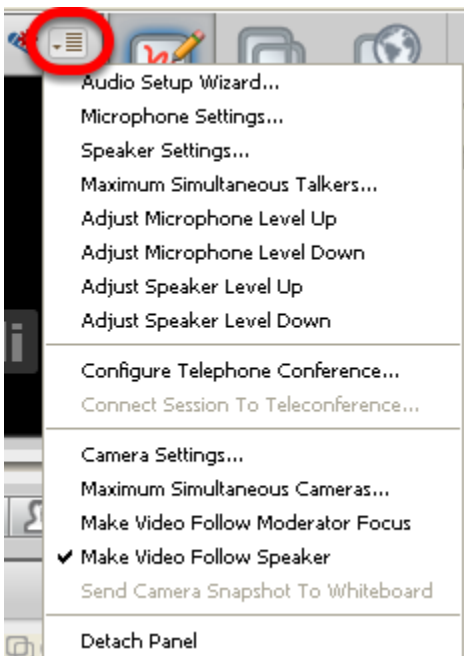 Audio Setup Wizard...
Microphone Settings...
Speaker Settings...
Maximum Simultaneous Talkers...
Adjust Microphone Level Up
Adjust Microphone Level Down
Adjust Speaker Level Up
Adjust Speaker Level Down
Configure Telephone Conference...
Connect Session To Teleconference...
Camera Settings...
Maximum Simultaneous Cameras...
Make Video Follow Moderator Focus
Make Video Follow Speaker
Send Camera Snapshot To Whiteboard
Detach Panel